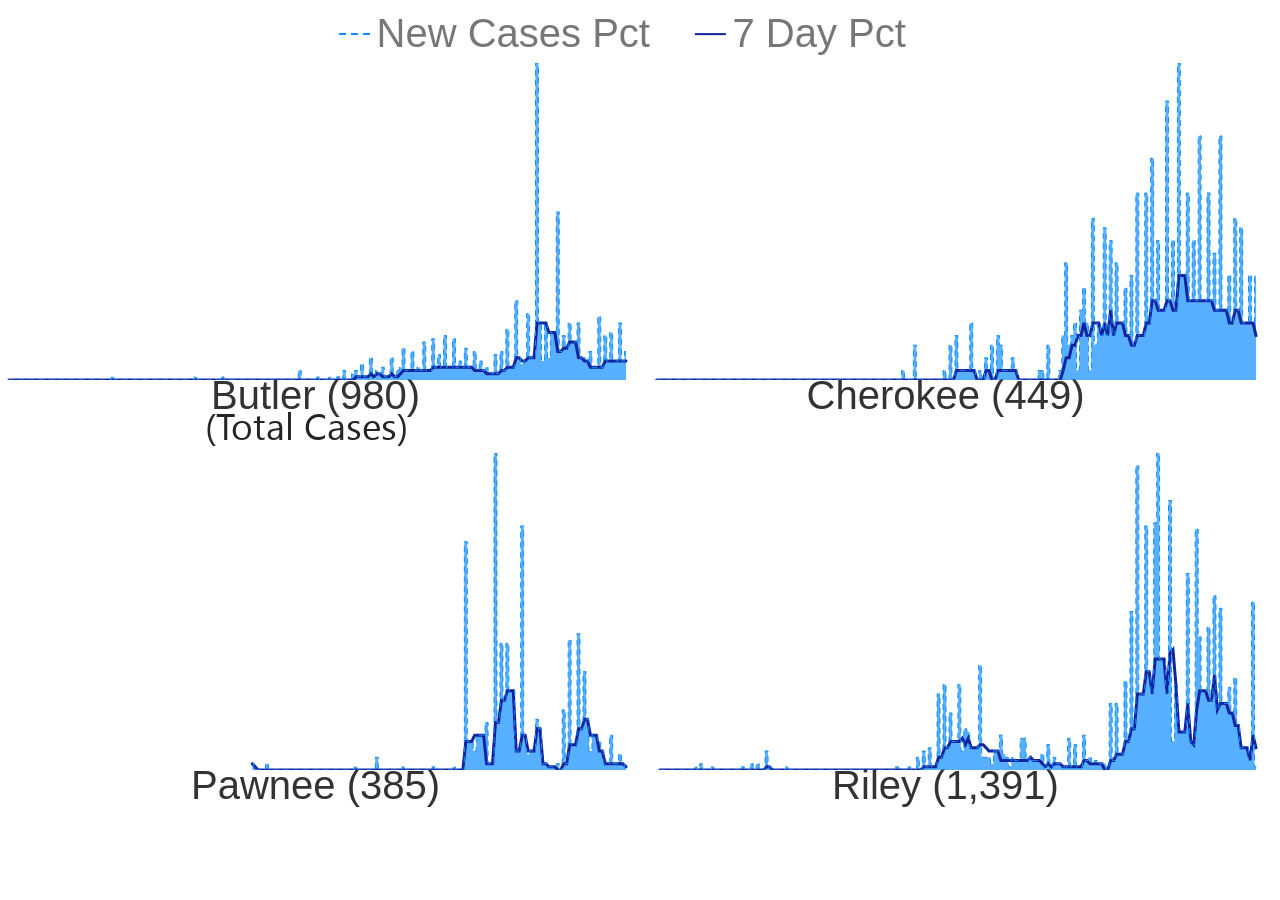 New Cases Pct 7 Day Pct
Butler (980) Cherokee (449)
(Total Cases)
Pawnee (385) Riley (1,391)